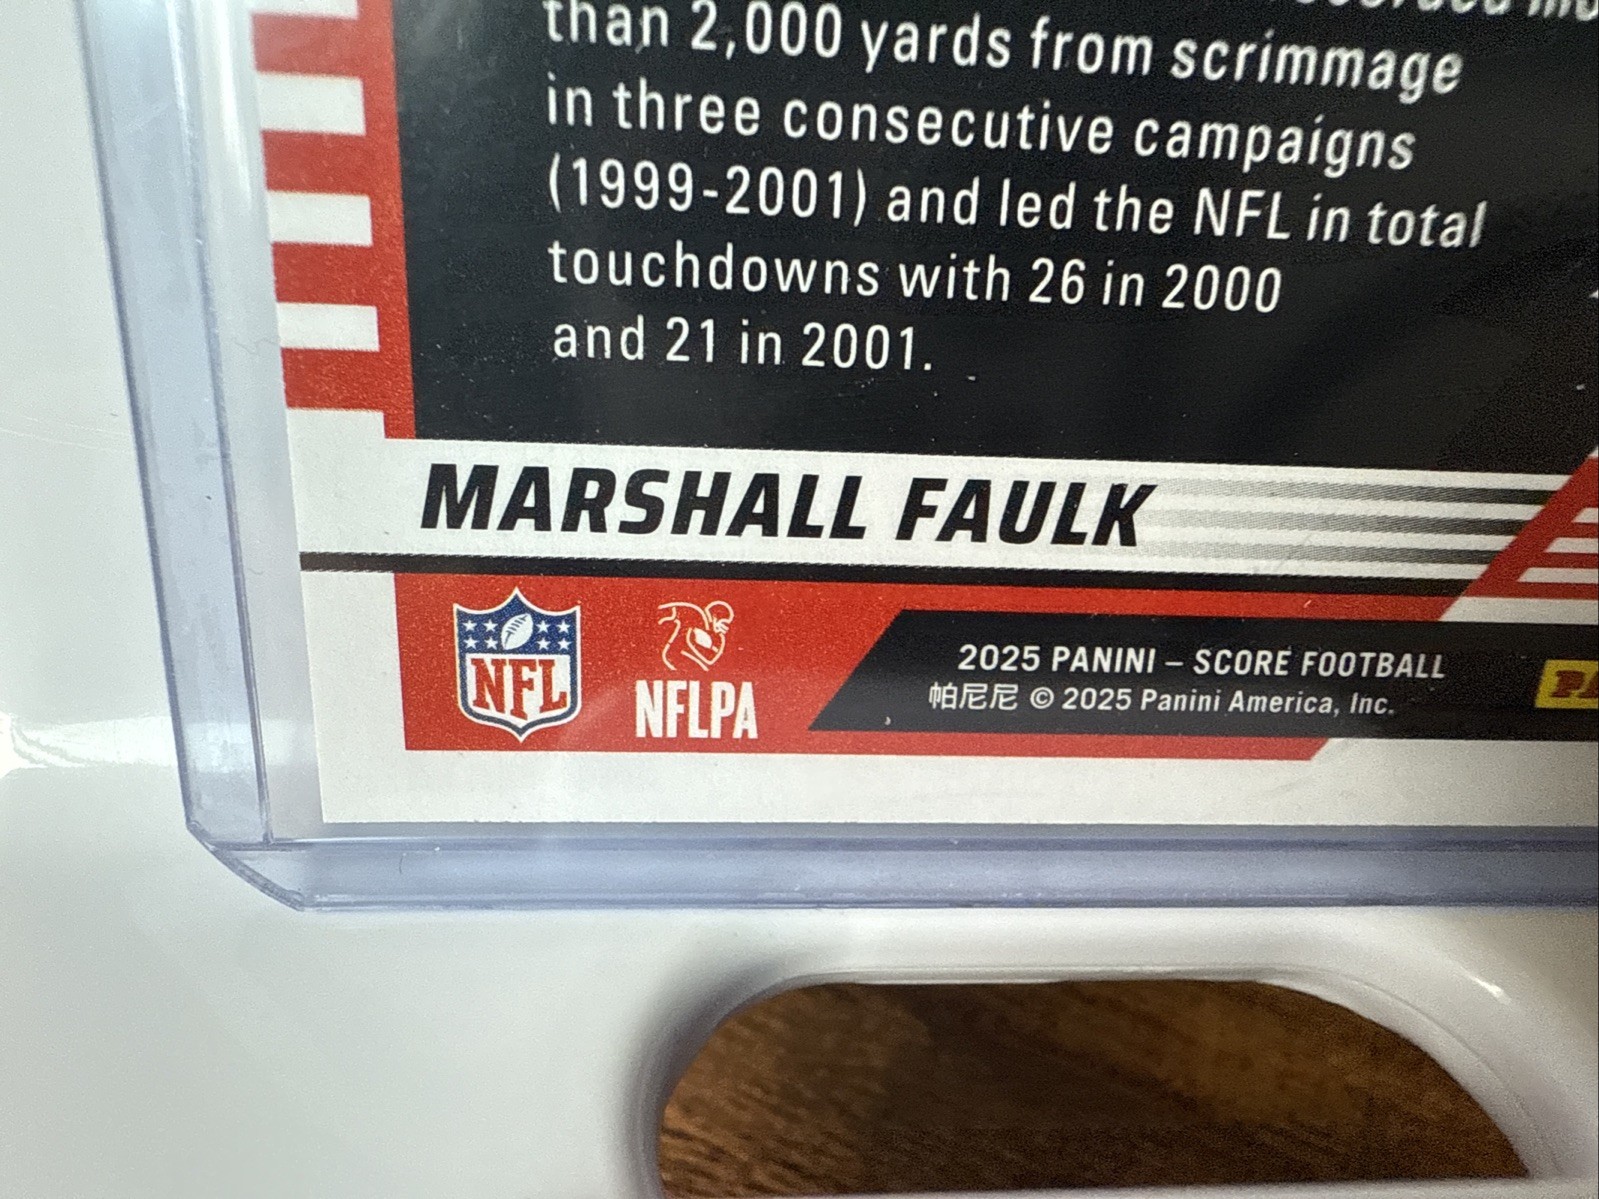 than 2,000 yards from scrimmage
in three consecutive campaigns
(1999-2001) and led the NFL in total
touchdowns with 26 in 2000
and 21 in 2001.
MARSHALL FAULK
NFL
NFLPA
2025 PANINI – SCORE FOOTBALL
帕尼尼 © 2025 Panini America, Inc.